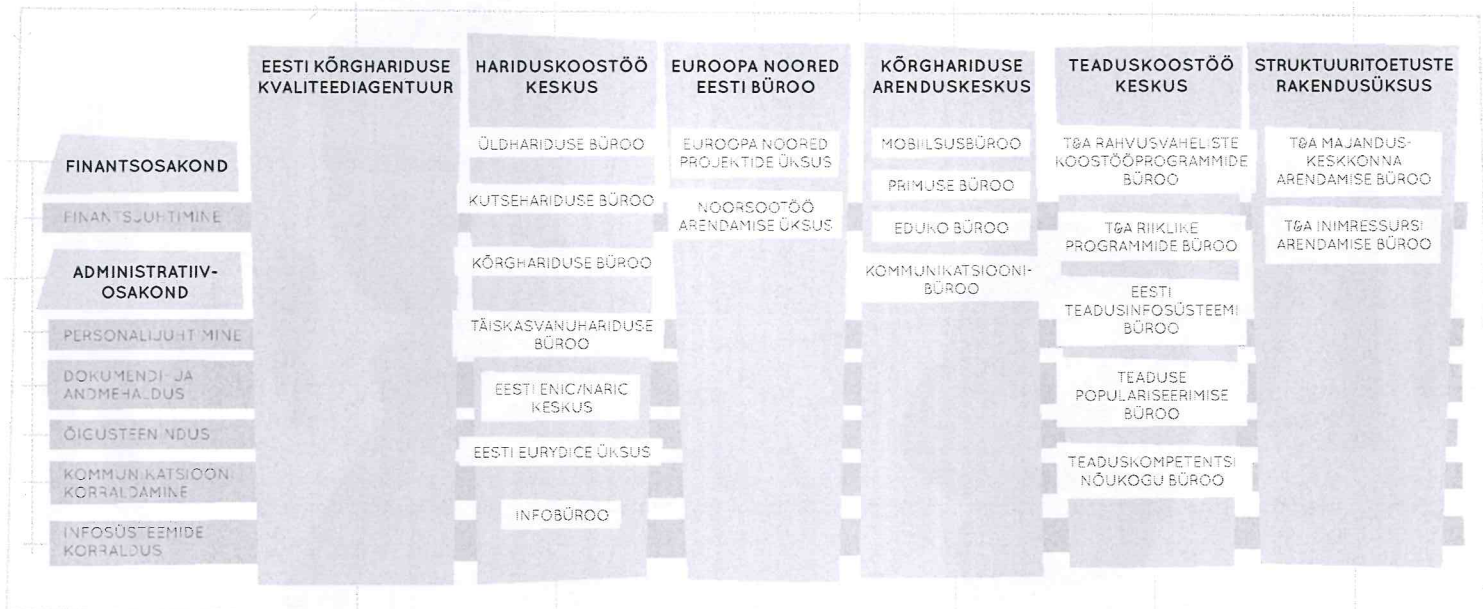 EESTI KÕRGHARIDUSE
KVALITEEDIAGENTUUR
HARIDUSKOOSTÖÖ
KESKUS
EUROOPA NOORED
EESTI BÜROO
KÕRGHARIDUSE
ARENDUSKESKUS
TEADUSKOOSTÖÖ
KESKUS
STRUKTUURITOETUSTE
RAKENDUSÜKSUS
FINANTSOSAKOND
FINANTSJUHTIMINE
ADMINISTRATIIV-
OSAKOND
PERSONALIJUHTIMINE
DOKUMENDI- JA
ANDMEHALDUS
ÕIGUSTEENINDUS
KOMMUNIKATSIOONI
KORRALDAMINE
INFOSÜSTEEMIDE
KORRALDUS
ÜLDHARIDUSE BÜROO
KUTSEHARIDUSE BÜROO
KÕRGHARIDUSE BÜROO
TÄISKASVANUHARIDUSE
BÜROO
EESTI ENIC/NARIC
KESKUS
EESTI EURYDICE ÜKSUS
INFOBÜROO
EUROOPA NOORED
PROJEKTIDE ÜKSUS
NOORSOOTÖÖ
ARENDAMISE ÜKSUS
MOBIILSUSBÜROO
PRIMUSE BÜROO
EDUKO BÜROO
KOMMUNIKATSIOONI-
BÜROO
T&A RAHVUSVAHELISTE
KOOSTÖÖPROGRAMMIDE
BÜROO
T&A RIIKLIKE
PROGRAMMIDE BÜROO
EESTI
TEADUSINFOSÜSTEEMI
BÜROO
TEADUSE
POPULARISEERIMISE
BÜROO
TEADUSKOMPETENTSI
NÕUKOGU BÜROO
T&A MAJANDUS-
KESKKONNA
ARENDAMISE BÜROO
T&A INIMRESSURSI
ARENDAMISE BÜROO